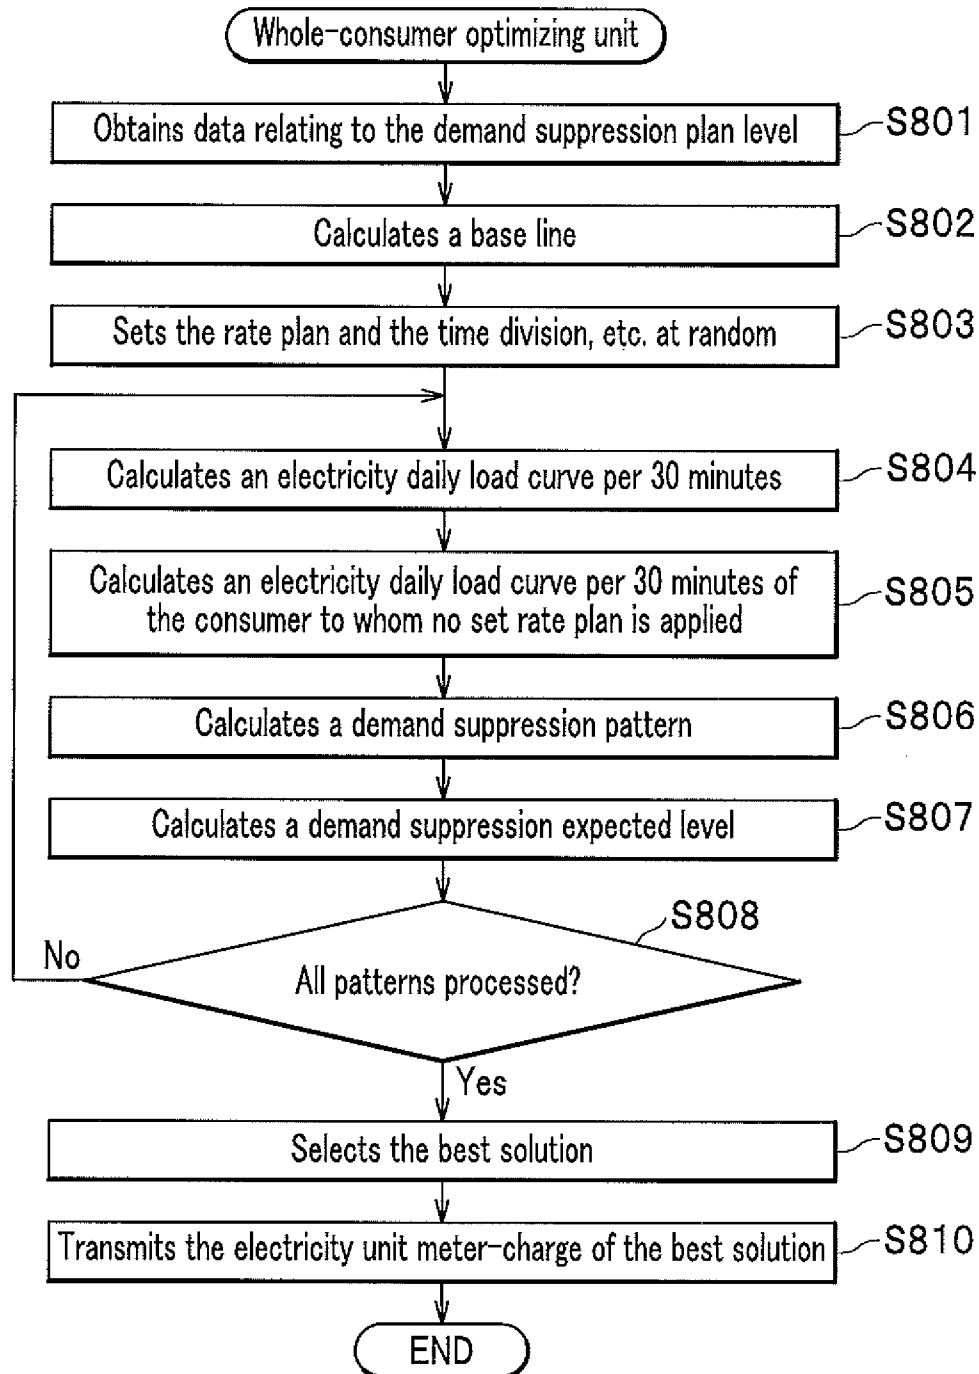 Whole-consumer optimizing unit
Obtains data relating to the demand suppression plan level
S801
Calculates a base line
S802
Sets the rate plan and the time division, etc. at random
S803
Calculates an electricity daily load curve per 30 minutes
S804
Calculates an electricity daily load curve per 30 minutes of
the consumer to whom no set rate plan is applied
S805
Calculates a demand suppression pattern
S806
Calculates a demand suppression expected level
S807
S808
No
All patterns processed?
Yes
Selects the best solution
S809
Transmits the electricity unit meter-charge of the best solution
S810
END